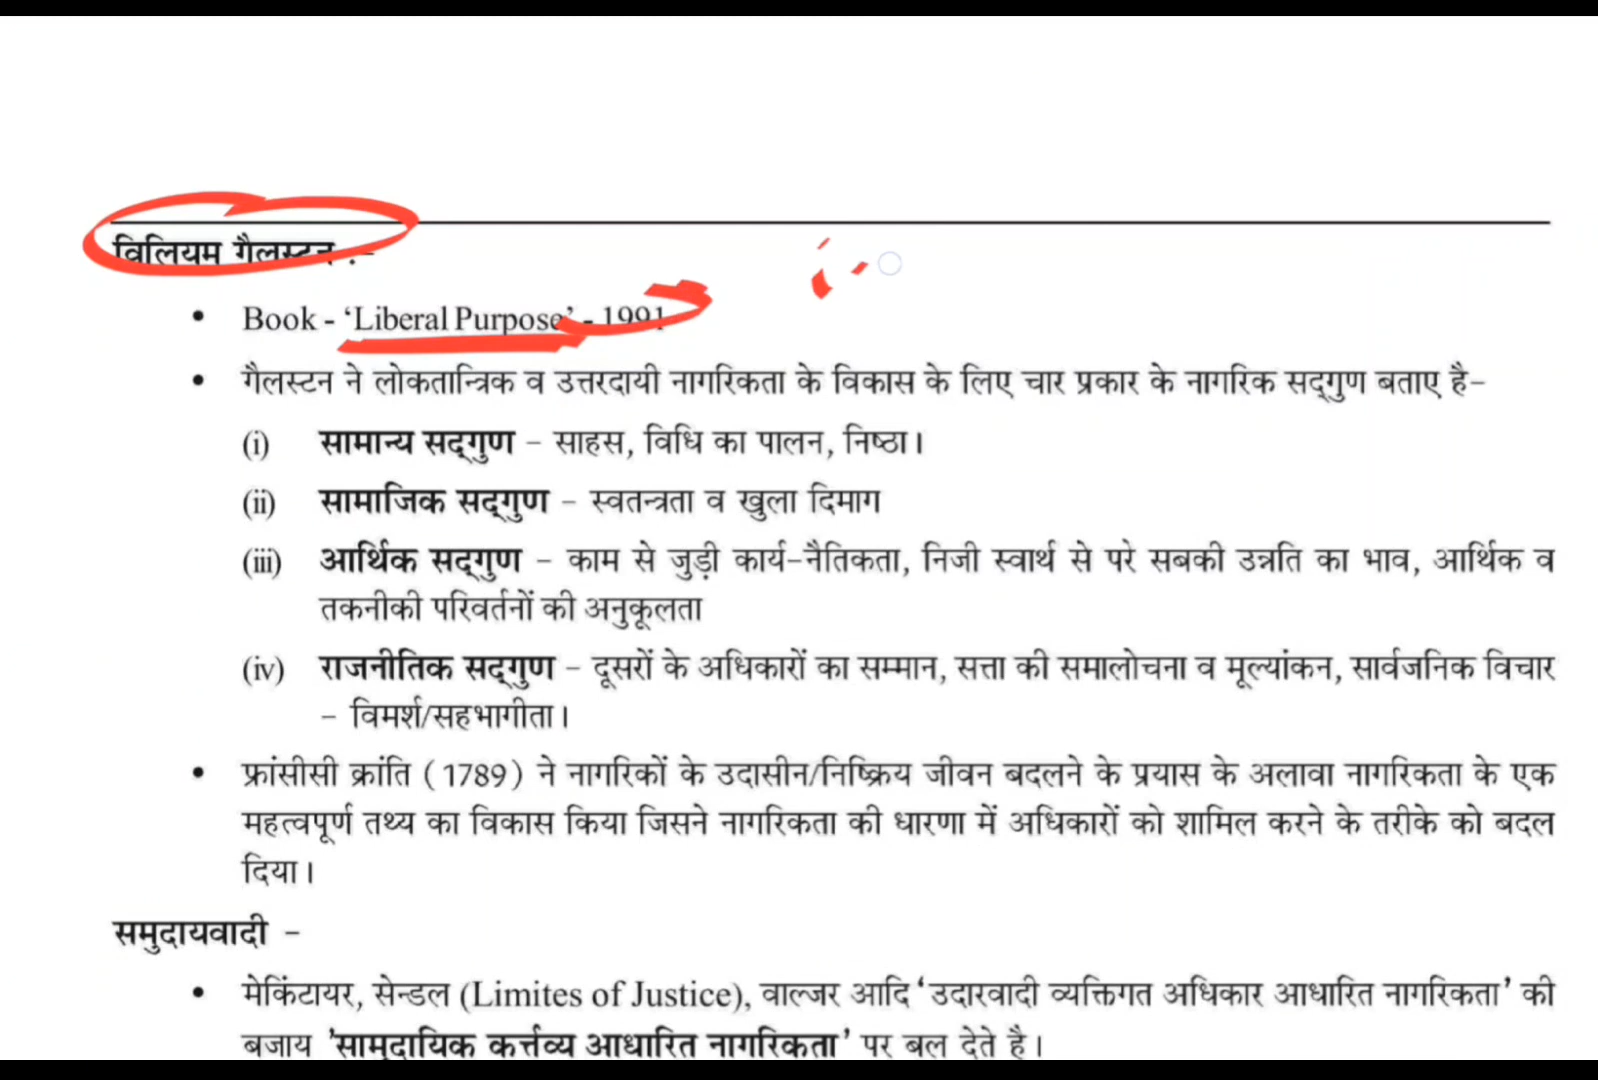 विलियम गैलस्टन :-
• Book - ‘Liberal Purpose’ - 1991
• गैलस्टन ने लोकतान्त्रिक व उत्तरदायी नागरिकता के विकास के लिए चार प्रकार के नागरिक सद्‌गुण बताए है-
(i) सामान्य सद्‌गुण - साहस, विधि का पालन, निष्ठा।
(ii) सामाजिक सद्‌गुण - स्वतन्त्रता व खुला दिमाग
(iii) आर्थिक सद्‌गुण - काम से जुड़ी कार्य-नैतिकता, निजी स्वार्थ से परे सबकी उन्नति का भाव, आर्थिक व
तकनीकी परिवर्तनों की अनुकूलता
(iv) राजनीतिक सद्‌गुण - दूसरों के अधिकारों का सम्मान, सत्ता की समालोचना व मूल्यांकन, सार्वजनिक विचार
- विमर्श/सहभागीता।
• फ्रांसीसी क्रांति (1789) ने नागरिकों के उदासीन/निष्क्रिय जीवन बदलने के प्रयास के अलावा नागरिकता के एक
महत्वपूर्ण तथ्य का विकास किया जिसने नागरिकता की धारणा में अधिकारों को शामिल करने के तरीके को बदल
दिया।
समुदायवादी -
• मेकिंटायर, सेन्डल (Limites of Justice), वाल्जर आदि ‘उदारवादी व्यक्तिगत अधिकार आधारित नागरिकता’ की
बजाय ’सामुदायिक कर्त्तव्य आधारित नागरिकता’ पर बल देते है।